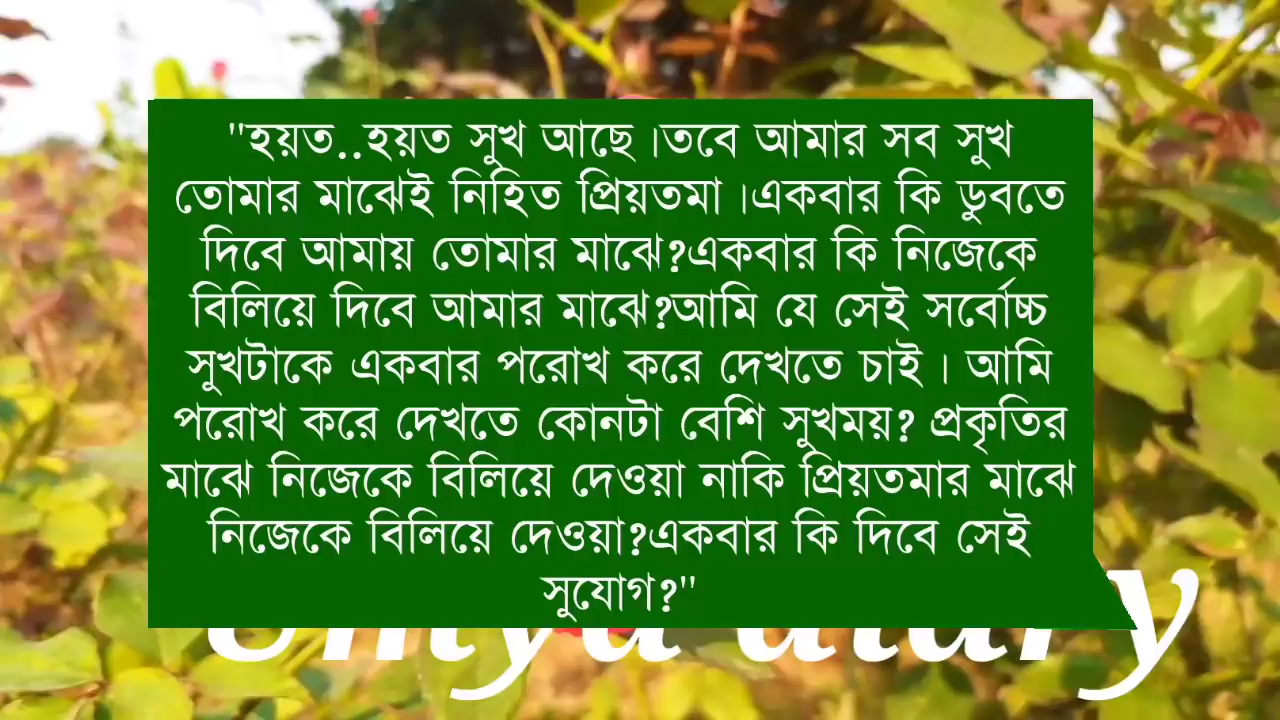 "হয়ত..হয়ত সুখ আছে।তবে আমার সব সুখ
তোমার মাঝেই নিহিত প্রিয়তমা।একবার কি ডুবতে
দিবে আমায় তোমার মাঝে?একবার কি নিজেকে
বিলিয়ে দিবে আমার মাঝে?আমি যে সেই সর্বোচ্চ
সুখটাকে একবার পরোখ করে দেখতে চাই। আমি
পরোখ করে দেখতে কোনটা বেশি সুখময়? প্রকৃতির
মাঝে নিজেকে বিলিয়ে দেওয়া নাকি প্রিয়তমার মাঝে
নিজেকে বিলিয়ে দেওয়া?একবার কি দিবে সেই
সুযোগ?"